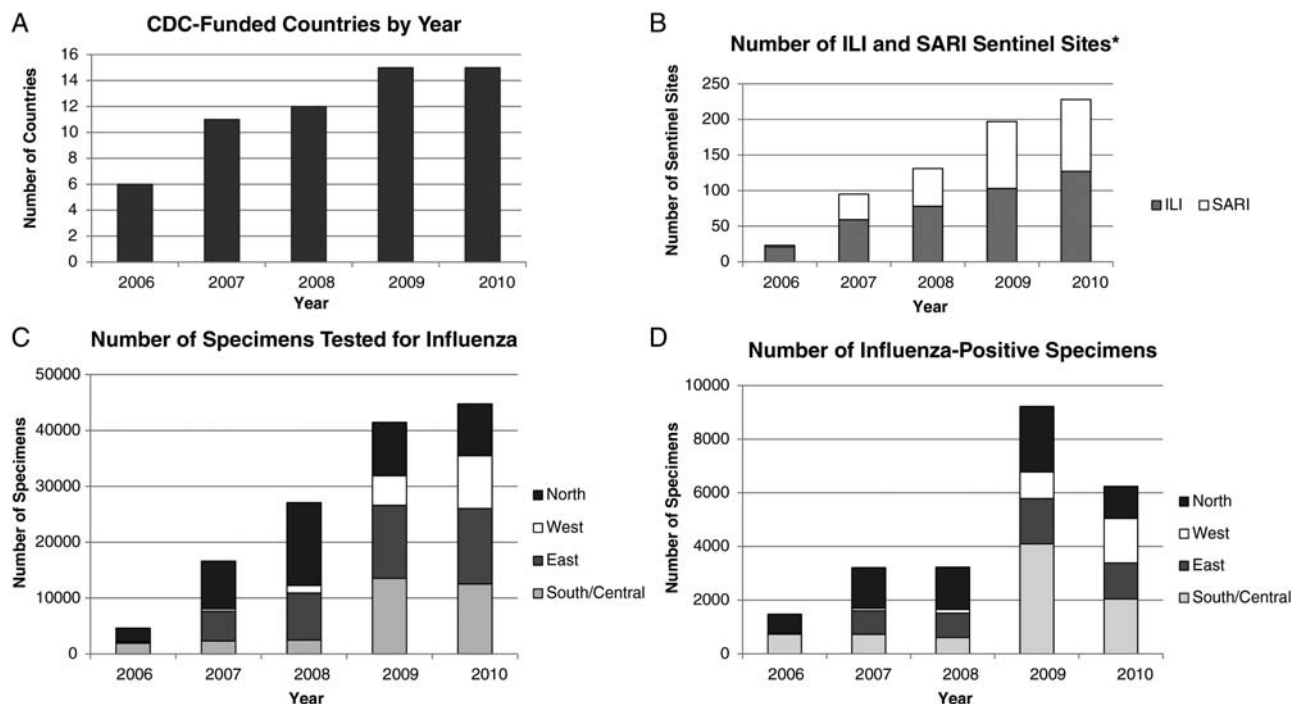 A
CDC-Funded Countries by Year
Number of Countries
16
14
12
10
8
6
4
2
0
2006 2007 2008 2009 2010
Year
B
Number of ILI and SARI Sentinel Sites*
Number of Sentinel Sites
250
200
150
100
50
0
2006 2007 2008 2009 2010
Year
ILI SARI
C
Number of Specimens Tested for Influenza
Number of Specimens
50000
40000
30000
20000
10000
0
2006 2007 2008 2009 2010
Year
North
West
East
South/Central
D
Number of Influenza-Positive Specimens
Number of Specimens
10000
8000
6000
4000
2000
0
2006 2007 2008 2009 2010
Year
North
West
East
South/Central